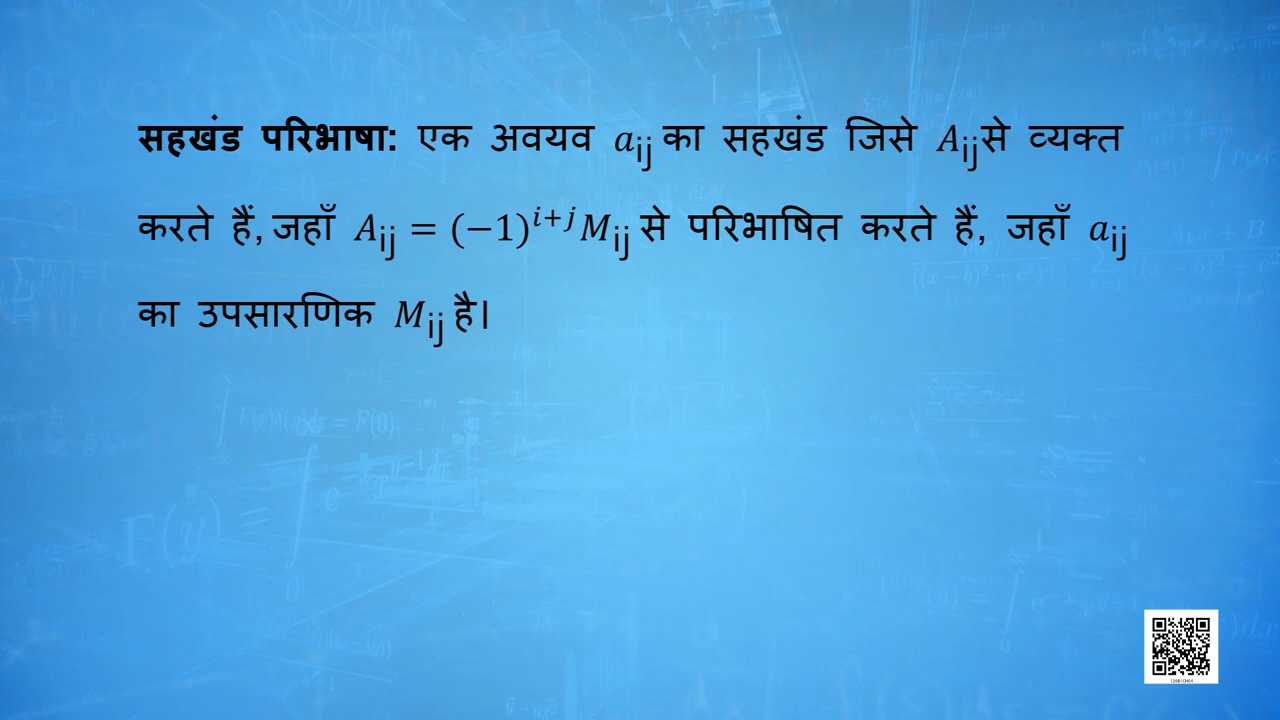 सहखंड परिभाषा: एक अवयव aij का सहखंड जिसे Aij से व्यक्त
करते हैं, जहाँ Aij = (−1)^{i+j}Mij से परिभाषित करते हैं, जहाँ aij
का उपसारणिक Mij है।